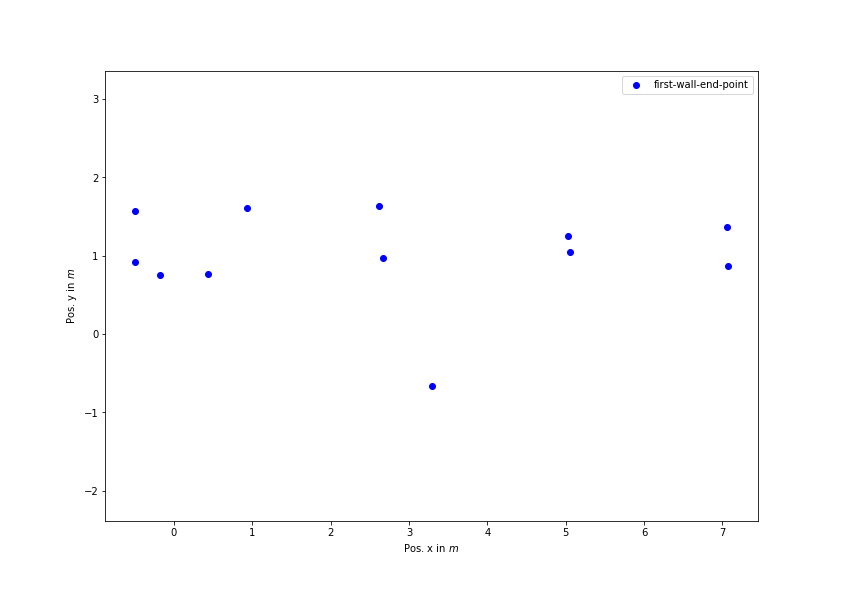 first-wall-end-point
3
2
1
0
−1
−2
Pos. y in m
0 1 2 3 4 5 6 7
Pos. x in m